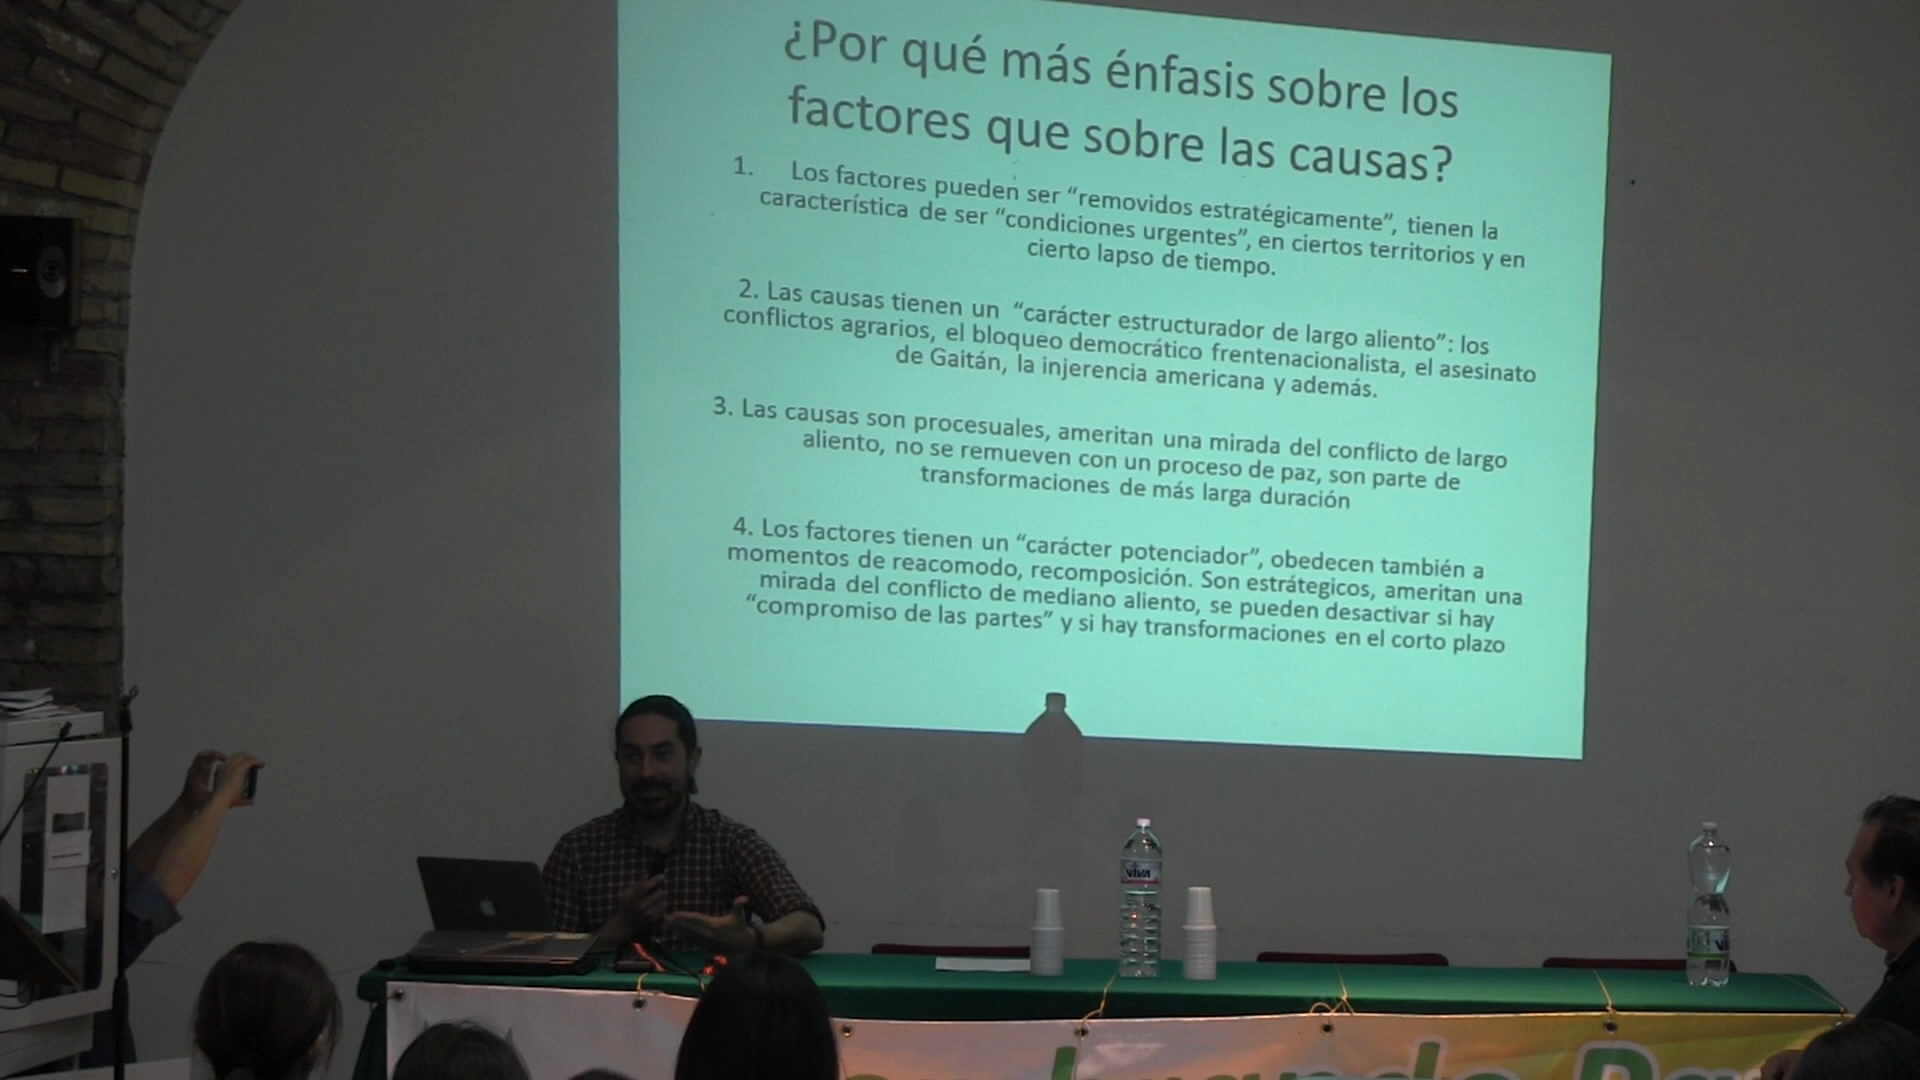 ¿Por qué más énfasis sobre los
factores que sobre las causas?
1. Los factores pueden ser “removidos estratégicamente”, tienen la
característica de ser “condiciones urgentes”, en ciertos territorios y en
cierto lapso de tiempo.
2. Las causas tienen un “carácter estructurador de largo aliento”: los
conflictos agrarios, el bloqueo democrático frentenacionalista, el asesinato
de Gaitán, la injerencia americana y además.
3. Las causas son procesuales, ameritan una mirada del conflicto de largo
aliento, no se remueven con un proceso de paz, son parte de
transformaciones de más larga duración
4. Los factores tienen un “carácter potenciador”, obedecen también a
momentos de reacomodo, recomposición. Son estrátegicos, ameritan una
mirada del conflicto de mediano aliento, se pueden desactivar si hay
“compromiso de las partes” y si hay transformaciones en el corto plazo